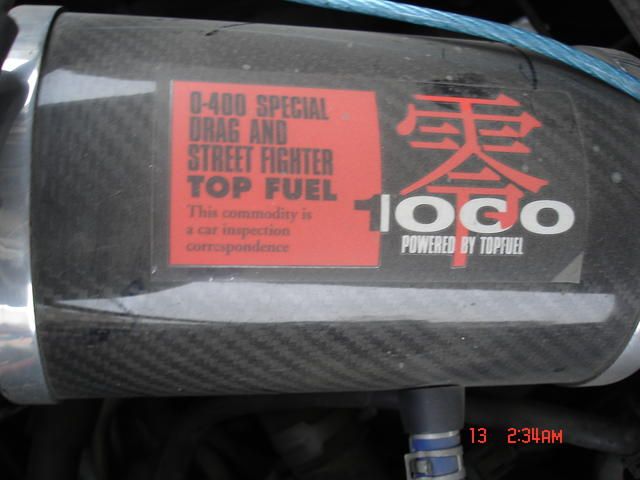 0-400 SPECIAL
DRAG AND
STREET FIGHTER
TOP FUEL
This commodity is
a car inspection
correspondence
零
1OCO
POWERED BY TOPFUEL
13 2:34AM